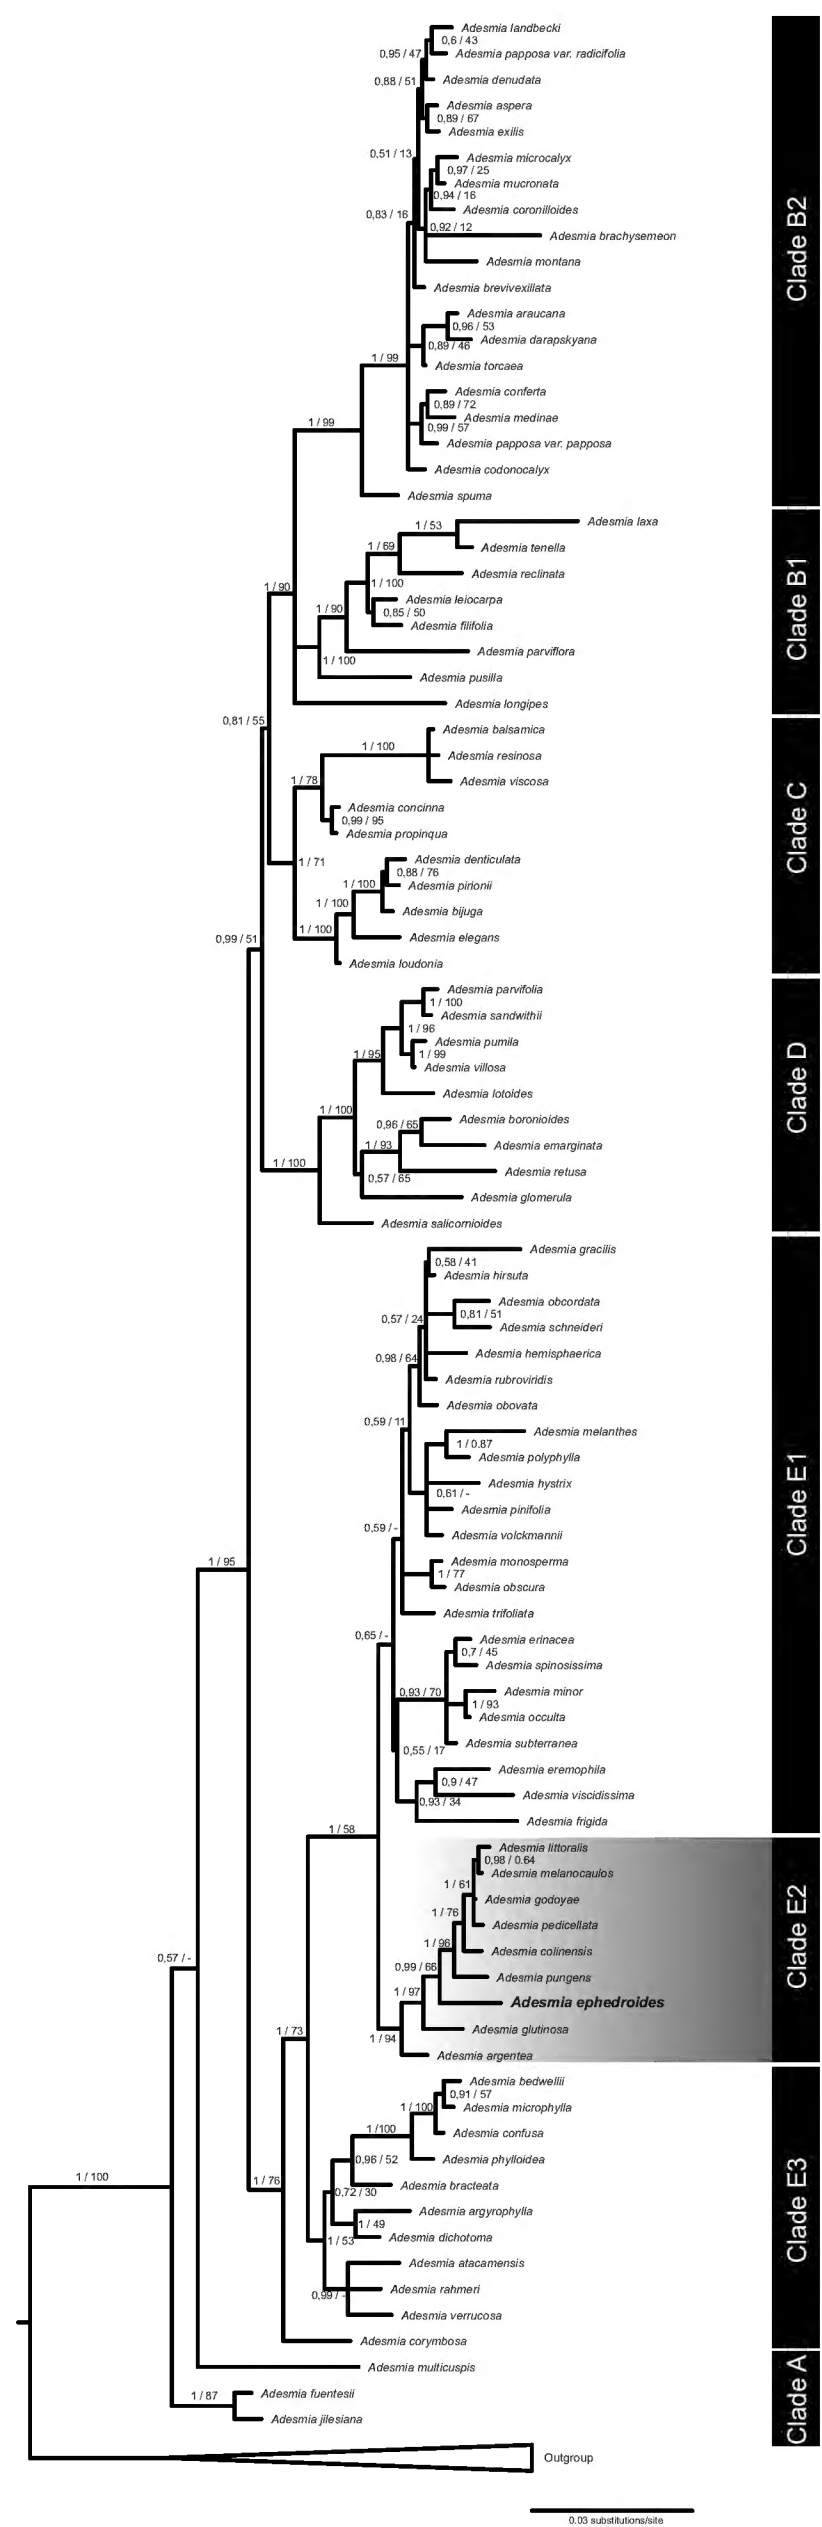 Adesmia landbecki
0,6 / 43
0,95 / 47
Adesmia papposa var. radicifolia
0,88 / 51
Adesmia denudata
Adesmia aspera
0,89 / 67
Adesmia exilis
0,51 / 13
Adesmia microcalyx
0,97 / 25
Adesmia mucronata
0,94 / 16
Adesmia coronilloides
0,83 / 16
0,92 / 12
Adesmia brachysemeon
Adesmia montana
Adesmia brevivexillata
Adesmia araucana
0,96 / 53
Adesmia darapskyana
0,89 / 46
1 / 99
Adesmia torcaea
Adesmia conferta
0,89 / 72
Adesmia medinae
0,99 / 57
1 / 99
Adesmia papposa var. papposa
Adesmia codonocalyx
Adesmia spuma
Clade B2
Adesmia laxa
1 / 53
Adesmia tenella
1 / 69
Adesmia reclinata
1 / 100
1 / 90
Adesmia leiocarpa
0,85 / 50
1 / 90
Adesmia filifolia
Adesmia parviflora
1 / 100
Adesmia pusilla
Adesmia longipes
Clade B1
0,81 / 55
Adesmia balsamica
1 / 100
Adesmia resinosa
1 / 78
Adesmia viscosa
Adesmia concinna
0,99 / 95
Adesmia propinqua
1 / 71
Adesmia denticulata
0,88 / 76
1 / 100
Adesmia pirionii
1 / 100
Adesmia bijuga
1 / 100
Adesmia elegans
0,99 / 51
Adesmia loudonia
Clade C
Adesmia parvifolia
1 / 100
Adesmia sandwithii
1 / 96
Adesmia pumila
1 / 99
1 / 95
Adesmia villosa
Adesmia lotoides
1 / 100
Adesmia boronioides
0,96 / 65
1 / 93
Adesmia emarginata
1 / 100
Adesmia retusa
0,57 / 65
Adesmia glomerula
Adesmia salicornioides
Clade D
Adesmia gracilis
0,58 / 41
Adesmia hirsuta
Adesmia obcordata
0,57 / 24
0,81 / 51
Adesmia schneideri
Adesmia hemisphaerica
0,98 / 64
Adesmia rubroviridis
Adesmia obovata
0,59 / 11
Adesmia melanthes
1 / 0.87
Adesmia polyphylla
Adesmia hystrix
0,61 / -
Adesmia pinifolia
0,59 / -
Adesmia volckmannii
Adesmia monosperma
1 / 95
1 / 77
Adesmia obscura
Adesmia trifoliata
0,65 / -
Adesmia erinacea
0,7 / 45
Adesmia spinosissima
0,93 / 70
Adesmia minor
1 / 93
Adesmia occulta
Adesmia subterranea
0,55 / 17
Adesmia eremophila
0,9 / 47
Adesmia viscidissima
0,93 / 34
Adesmia frigida
Clade E1
1 / 58
Adesmia littoralis
0,98 / 0.64
Adesmia melanocaulos
1 / 61
Adesmia godoyae
1 / 76
Adesmia pedicellata
1 / 96
Adesmia colinensis
0,57 / -
0,99 / 66
Adesmia pungens
1 / 97
Adesmia ephedroides
1 / 73
Adesmia glutinosa
1 / 94
Adesmia argentea
Clade E2
Adesmia bedwellii
0,91 / 57
1 / 100
Adesmia microphylla
1/100
Adesmia confusa
0,96 / 52
Adesmia phylloidea
1 / 100
1 / 76
Adesmia bracteata
0,72 / 30
Adesmia argyrophylla
1 / 49
Adesmia dichotoma
1 / 53
Adesmia atacamensis
0,99 / -
Adesmia rahmeri
Adesmia verrucosa
Adesmia corymbosa
Clade E3
Adesmia multicuspis
1 / 87
Adesmia fuentesii
Adesmia jilesiana
Clade A
Outgroup
0.03 substitutions/site